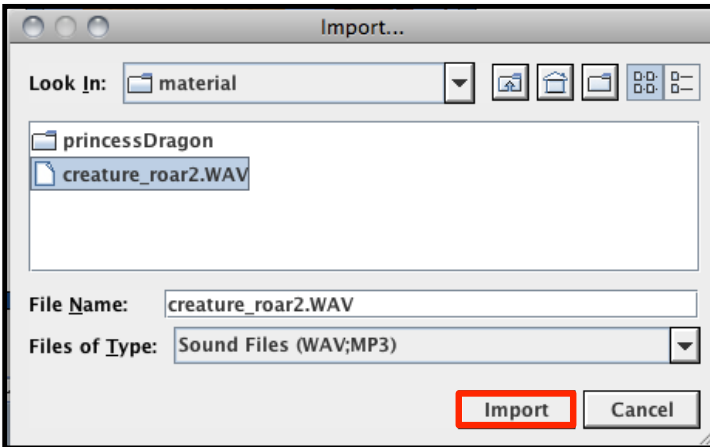 Import...
Look In: material
princessDragon
creature_roar2.WAV
File Name: creature_roar2.WAV
Files of Type: Sound Files (WAV;MP3)
Import Cancel